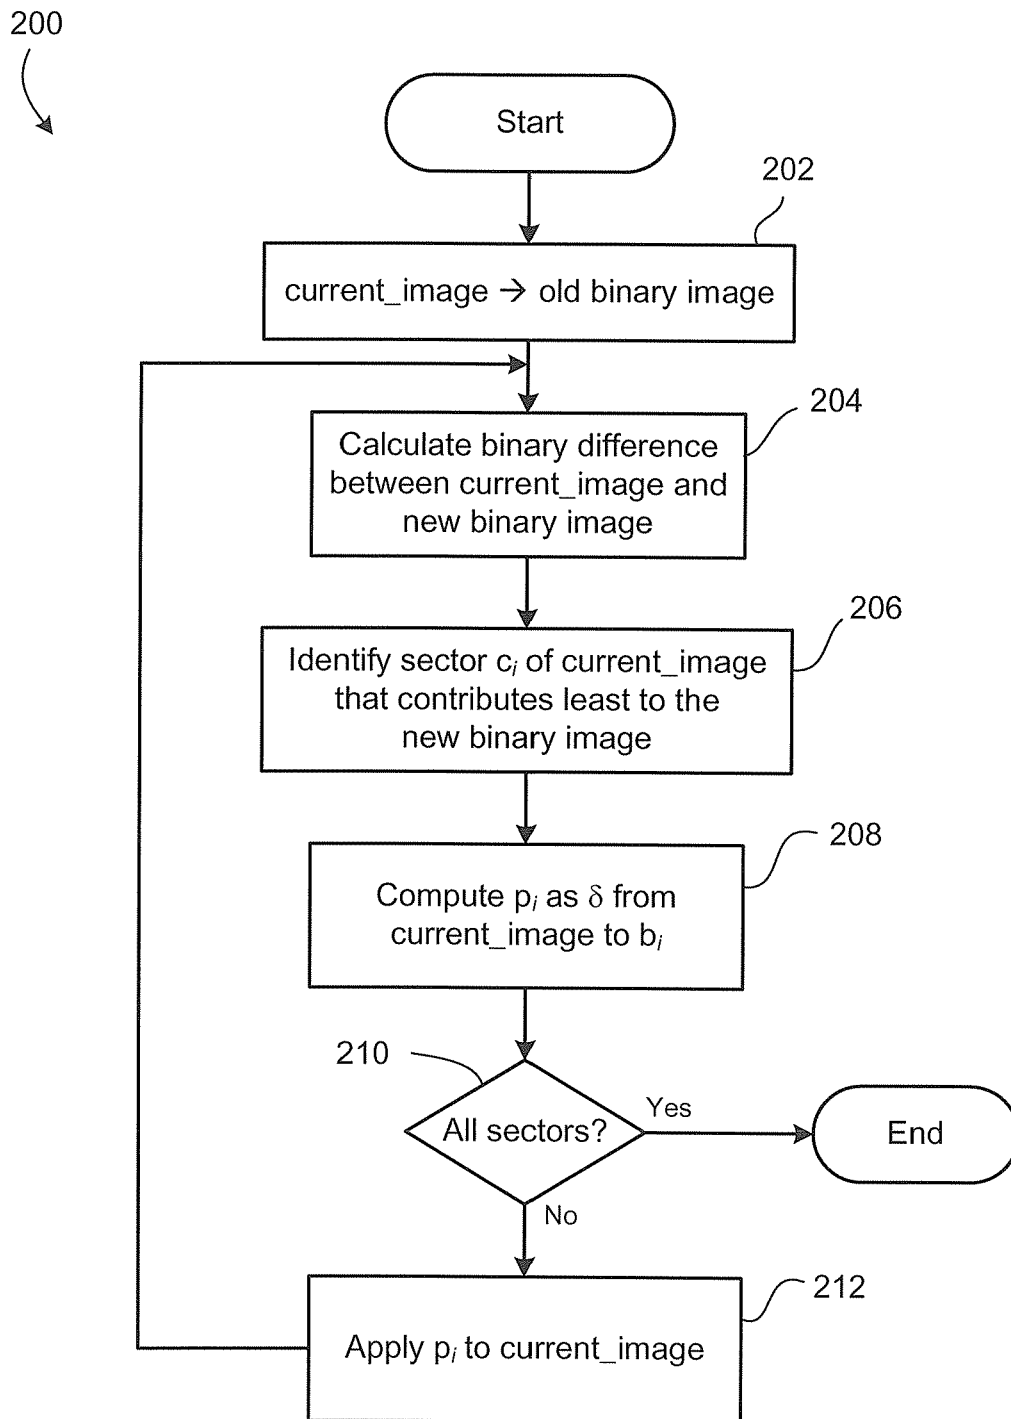 200
Start
202
current_image → old binary image
204
Calculate binary difference
between current_image and
new binary image
206
Identify sector cᵢ of current_image
that contributes least to the
new binary image
208
Compute pᵢ as δ from
current_image to bᵢ
210
All sectors?
Yes
End
No
212
Apply pᵢ to current_image